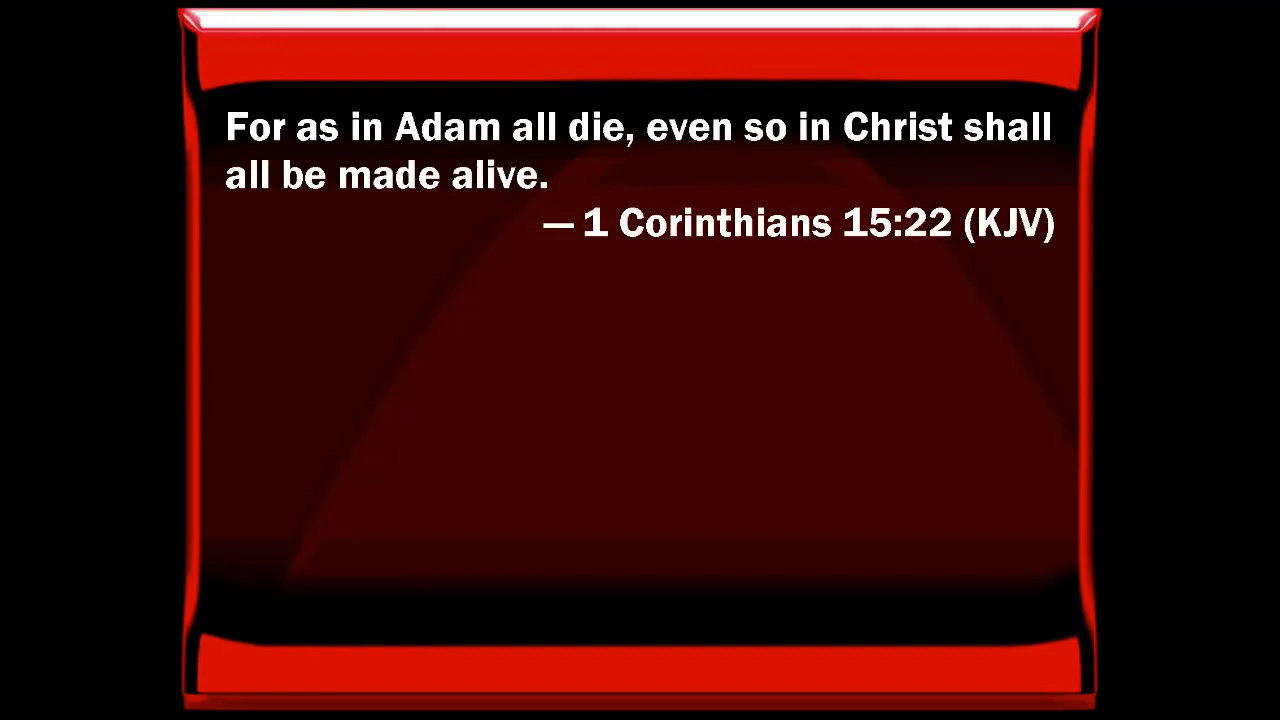 For as in Adam all die, even so in Christ shall
all be made alive.
— 1 Corinthians 15:22 (KJV)